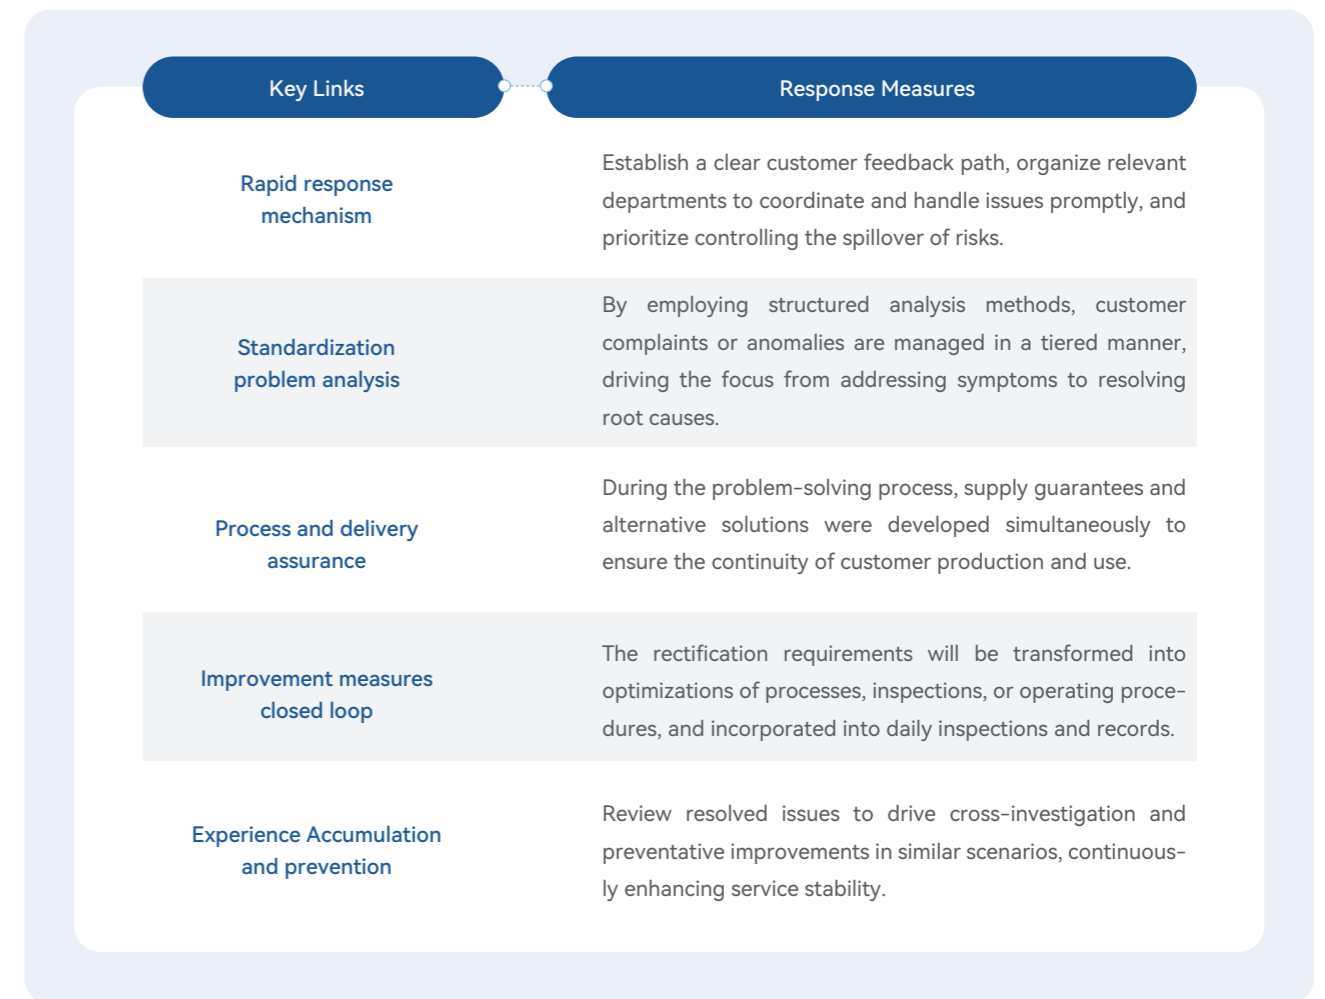 Key Links
Response Measures
Rapid response
mechanism
Establish a clear customer feedback path, organize relevant
departments to coordinate and handle issues promptly, and
prioritize controlling the spillover of risks.
Standardization
problem analysis
By employing structured analysis methods, customer
complaints or anomalies are managed in a tiered manner,
driving the focus from addressing symptoms to resolving
root causes.
Process and delivery
assurance
During the problem-solving process, supply guarantees and
alternative solutions were developed simultaneously to
ensure the continuity of customer production and use.
Improvement measures
closed loop
The rectification requirements will be transformed into
optimizations of processes, inspections, or operating proce-
dures, and incorporated into daily inspections and records.
Experience Accumulation
and prevention
Review resolved issues to drive cross-investigation and
preventative improvements in similar scenarios, continuous-
ly enhancing service stability.